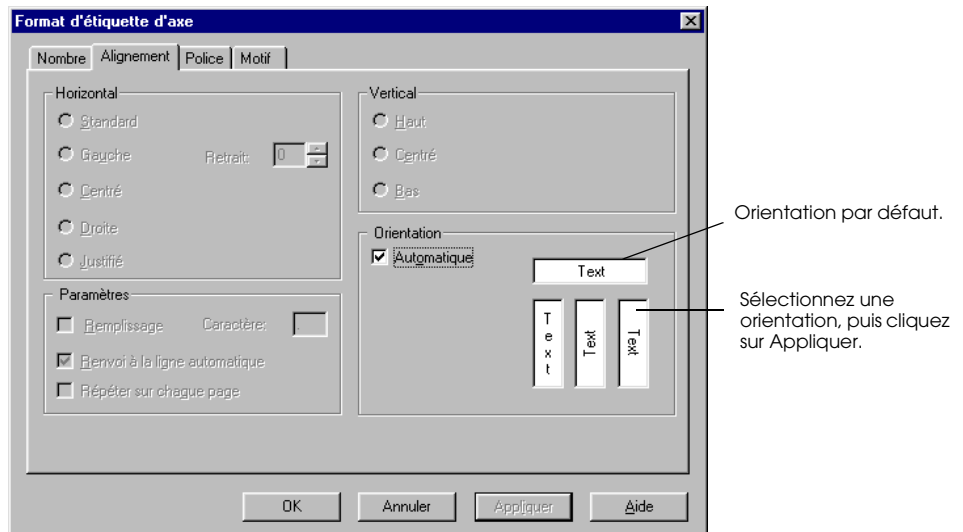 Format d'étiquette d'axe
Nombre Alignement Police Motif
Horizontal
Standard
Gauche Retrait: 0
Centré
Droite
Justifié
Paramètres
Remplissage Caractère: .
Renvoi à la ligne automatique
Répéter sur chaque page
Vertical
Haut
Centré
Bas
Orientation
Automatique
Text
Text
Text
Text
OK Annuler Appliquer Aide
Orientation par défaut.
Sélectionnez une
orientation, puis cliquez
sur Appliquer.